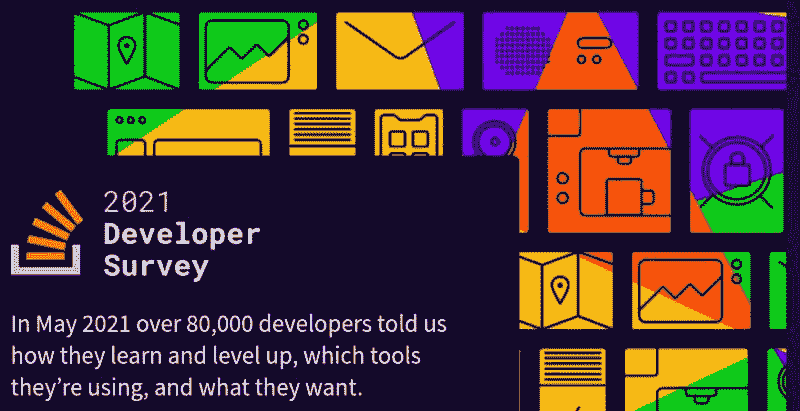 2021
Developer
Survey
In May 2021 over 80,000 developers told us
how they learn and level up, which tools
they’re using, and what they want.